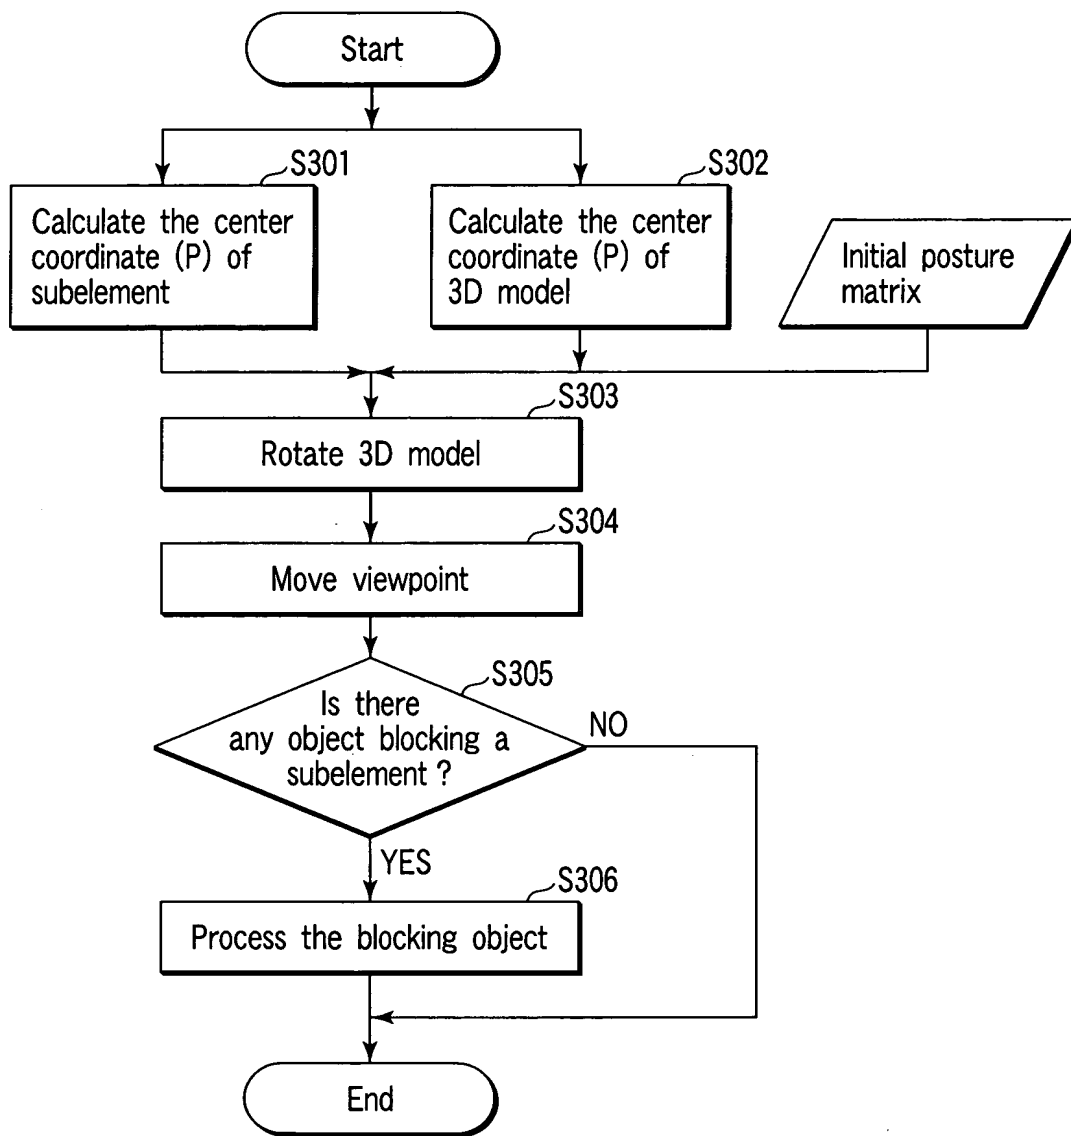 Start
S301
Calculate the center
coordinate (P) of
subelement
S302
Calculate the center
coordinate (P) of
3D model
Initial posture
matrix
S303
Rotate 3D model
S304
Move viewpoint
S305
Is there
any object blocking a
subelement ?
NO
YES
S306
Process the blocking object
End